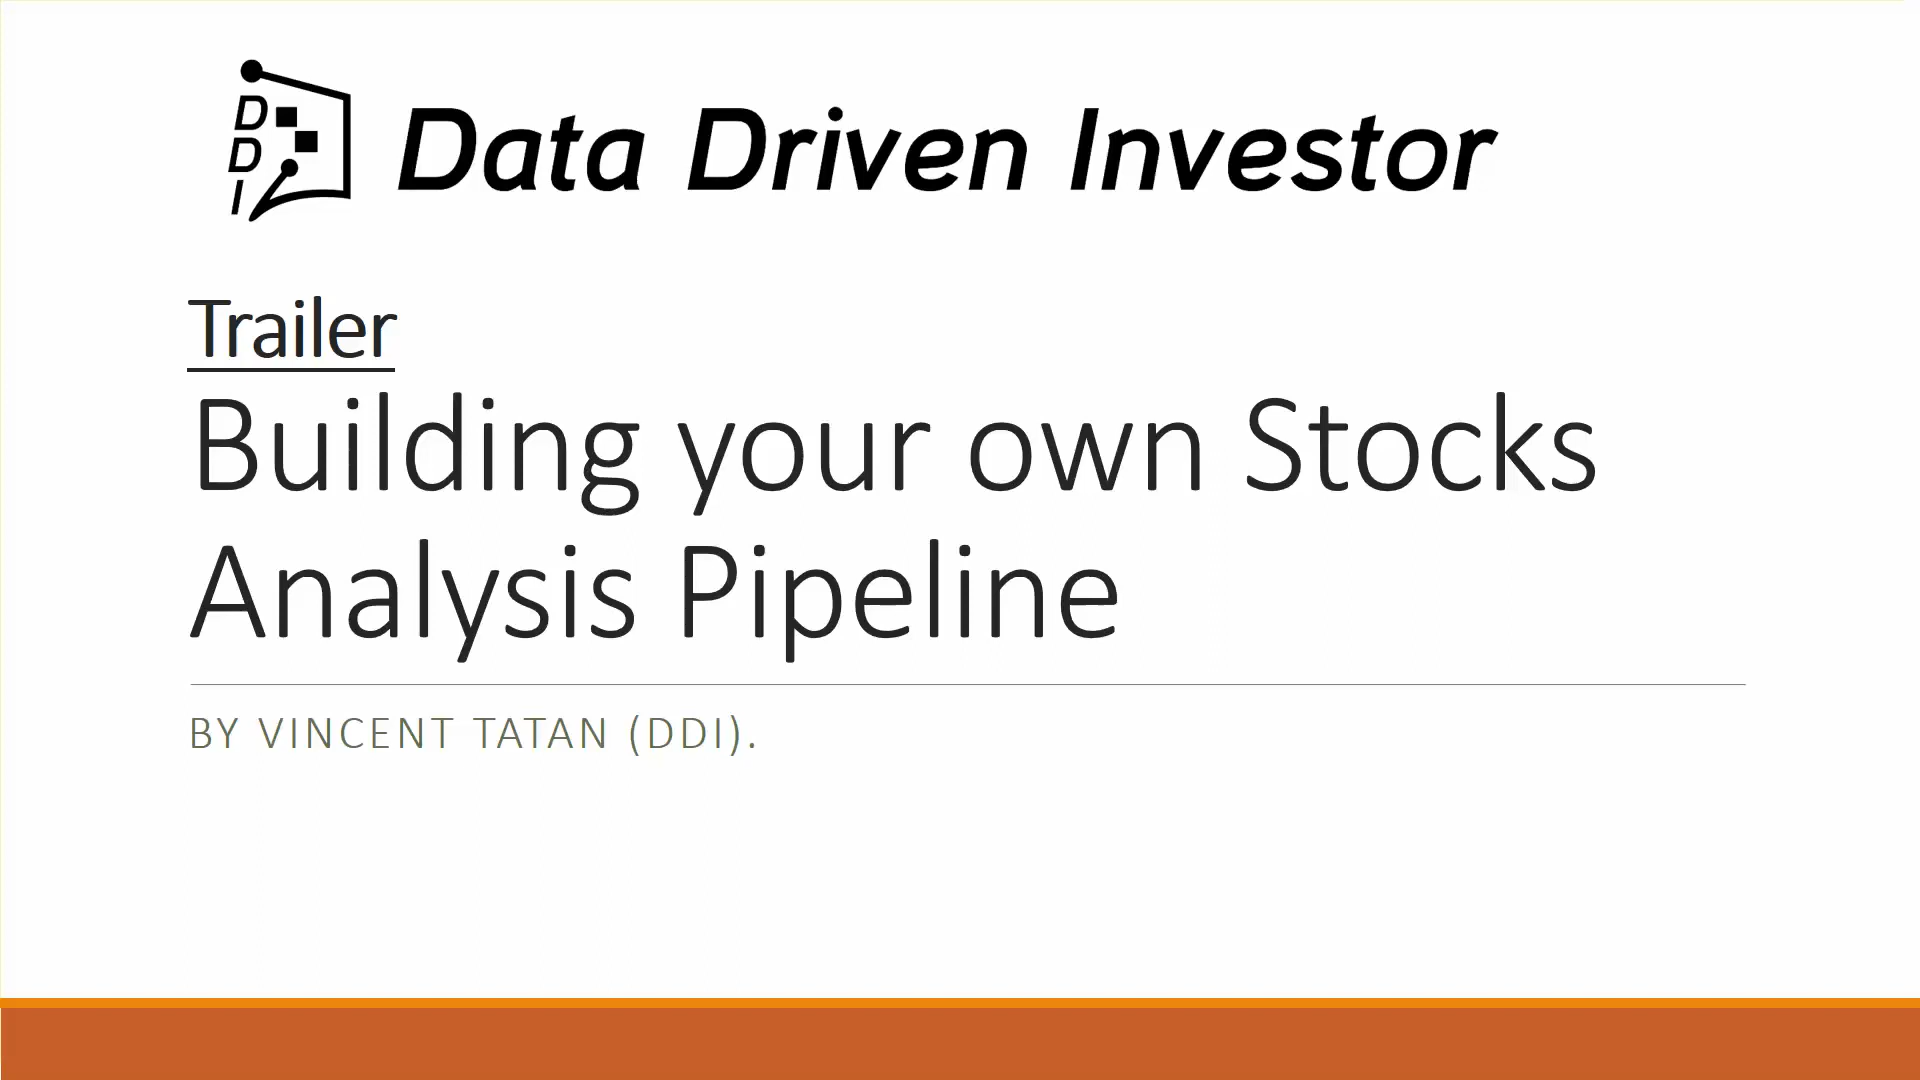 D
D
I
Data Driven Investor
Trailer
Building your own Stocks
Analysis Pipeline
BY VINCENT TATAN (DDI).